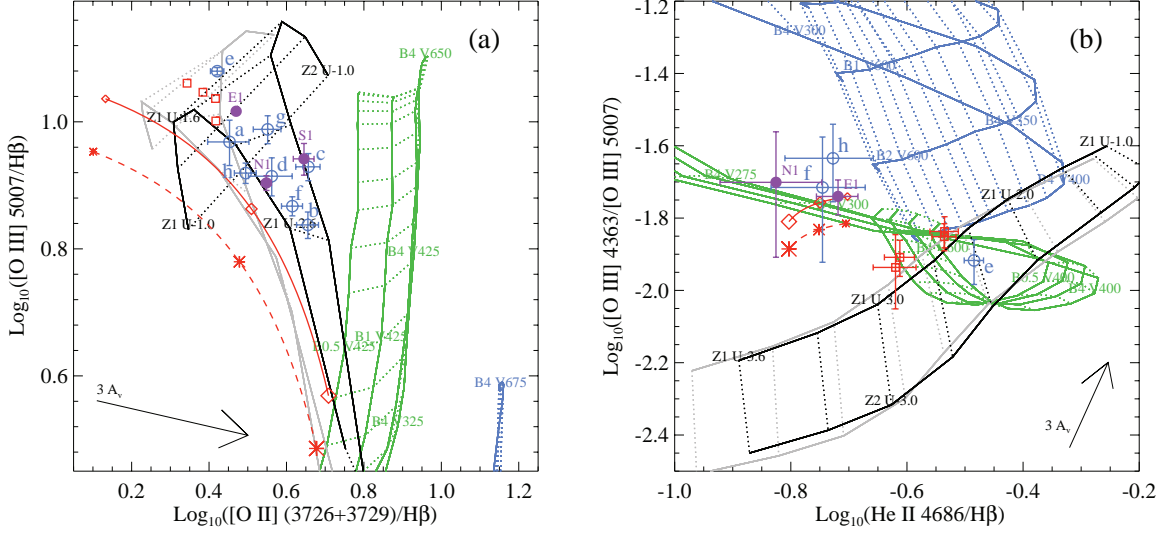 (a)
B4 V650
Z2 U-1.0
e
E1
Z1 U-1.6
a
g
S1
c
h
N1
d
f
b
Z1 U-1.0
Z1 U-2.6
B4 V425
B1 V425
B0.5 V425
B4 V325
B4 V675
3 Av
1.0
0.8
0.6
0.2 0.4 0.6 0.8 1.0 1.2
Log10([O II] (3726+3729)/Hβ)
Log10([O III] 5007/Hβ)
(b)
B4 V300
B4 V350
B2 V600
B4 V400
Z1 U-1.0
Z1 U-2.0
h
N1
f
E1
B1 V275
V300
e
B0.5 V400
B4 V400
Z1 U-3.0
Z1 U-3.6
Z2 U-3.0
3 Av
-1.2
-1.4
-1.6
-1.8
-2.0
-2.2
-2.4
-1.0 -0.8 -0.6 -0.4 -0.2
Log10(He II 4686/Hβ)
Log10([O III] 4363/[O III] 5007)